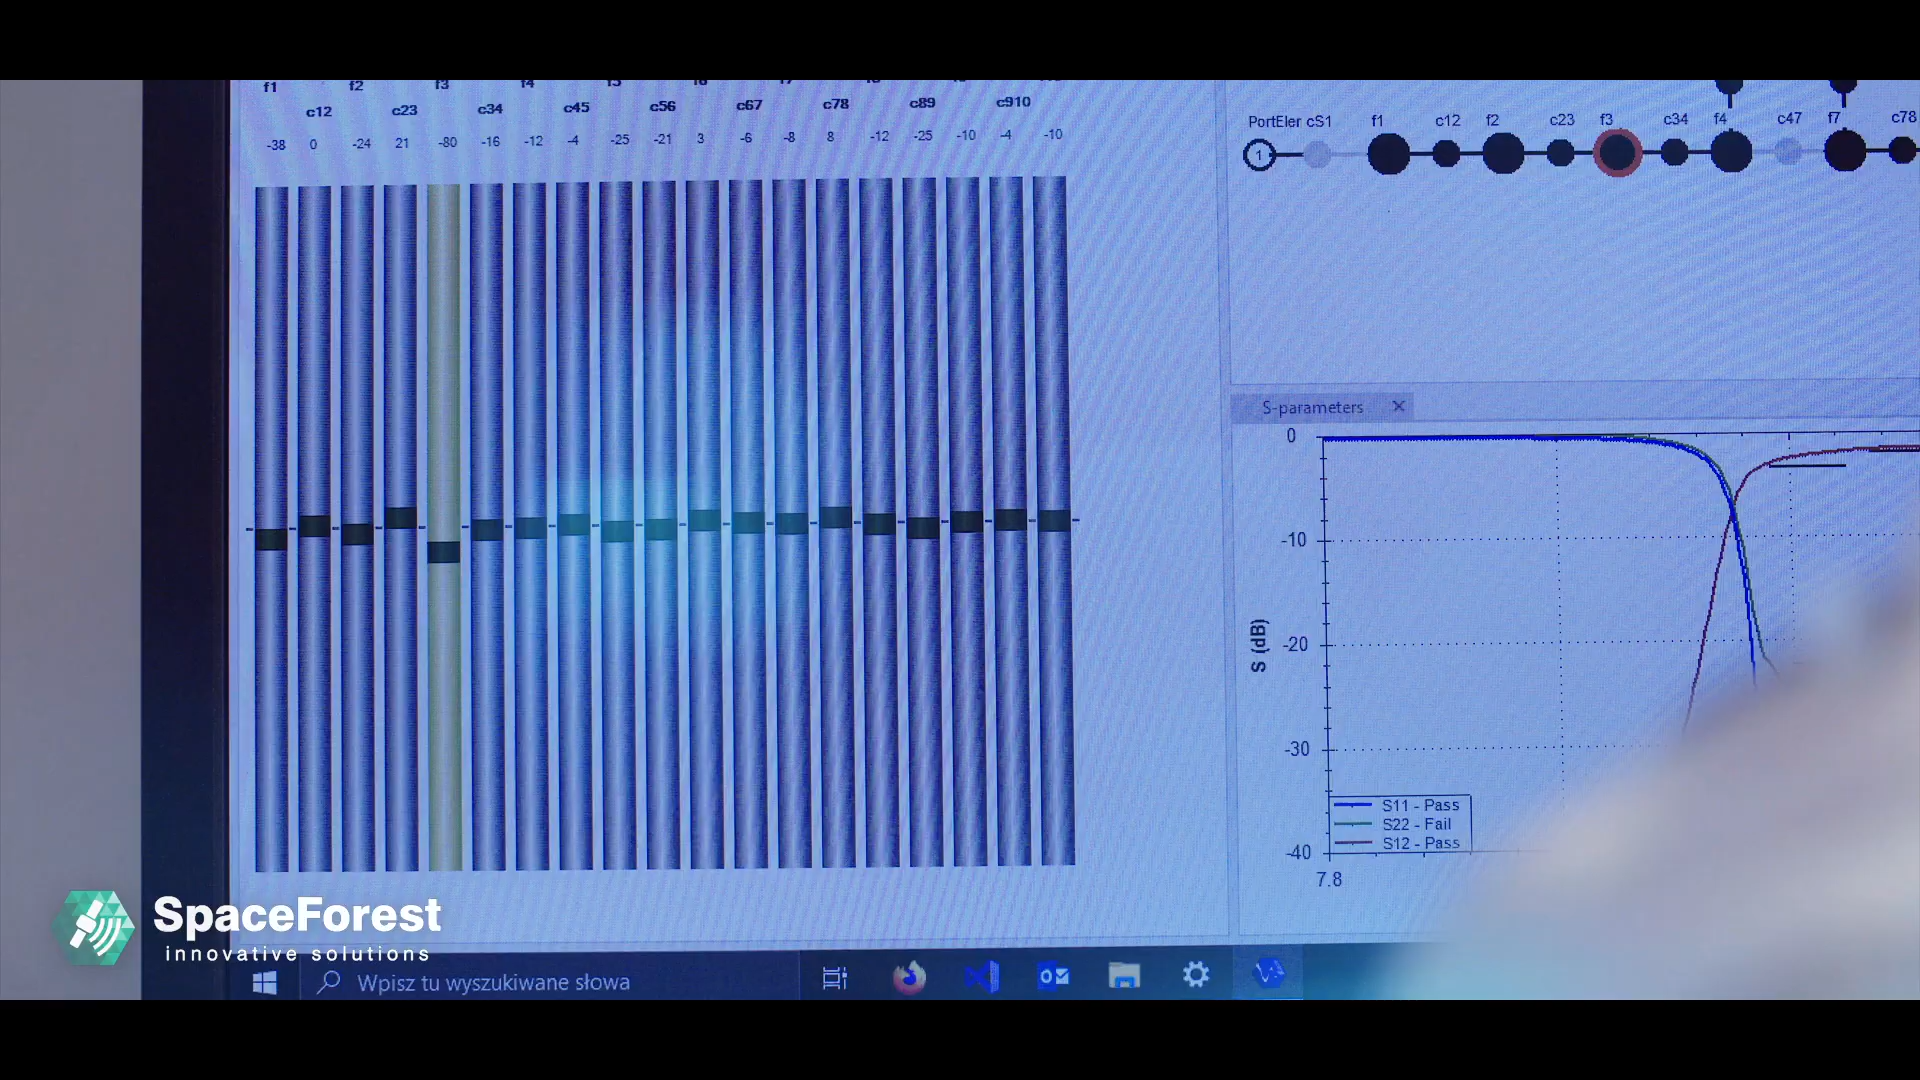 f1 f2 f3 f4 f5 f6
c12 c23 c34 c45 c56 c67 c78 c89 c910
-38 0 -24 21 -80 -16 -12 -4 -25 -21 3 -6 -8 8 -12 -25 -10 -4 -10
PortEler cS1 f1 c12 f2 c23 f3 c34 f4 c47 f7 c78
1
S-parameters
0
-10
-20
-30
-40
S (dB)
7.8
S11 - Pass
S22 - Fail
S12 - Pass
SpaceForest
innovative solutions
Wpisz tu wyszukiwane słowa